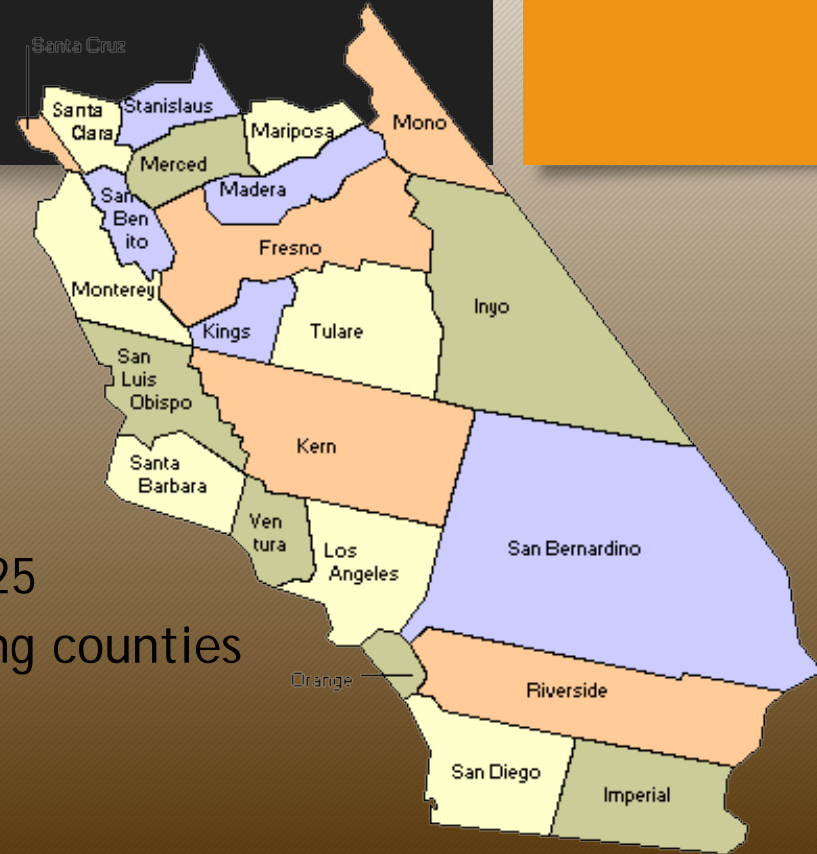 Santa Cruz
Santa
Clara
Stanislaus
Mariposa
Mono
Merced
Madera
San
Ben
ito
Fresno
Monterey
Inyo
Kings
Tulare
San
Luis
Obispo
Kern
Santa
Barbara
Ven
tura
Los
Angeles
San Bernardino
25
counties
Orange
Riverside
San Diego
Imperial